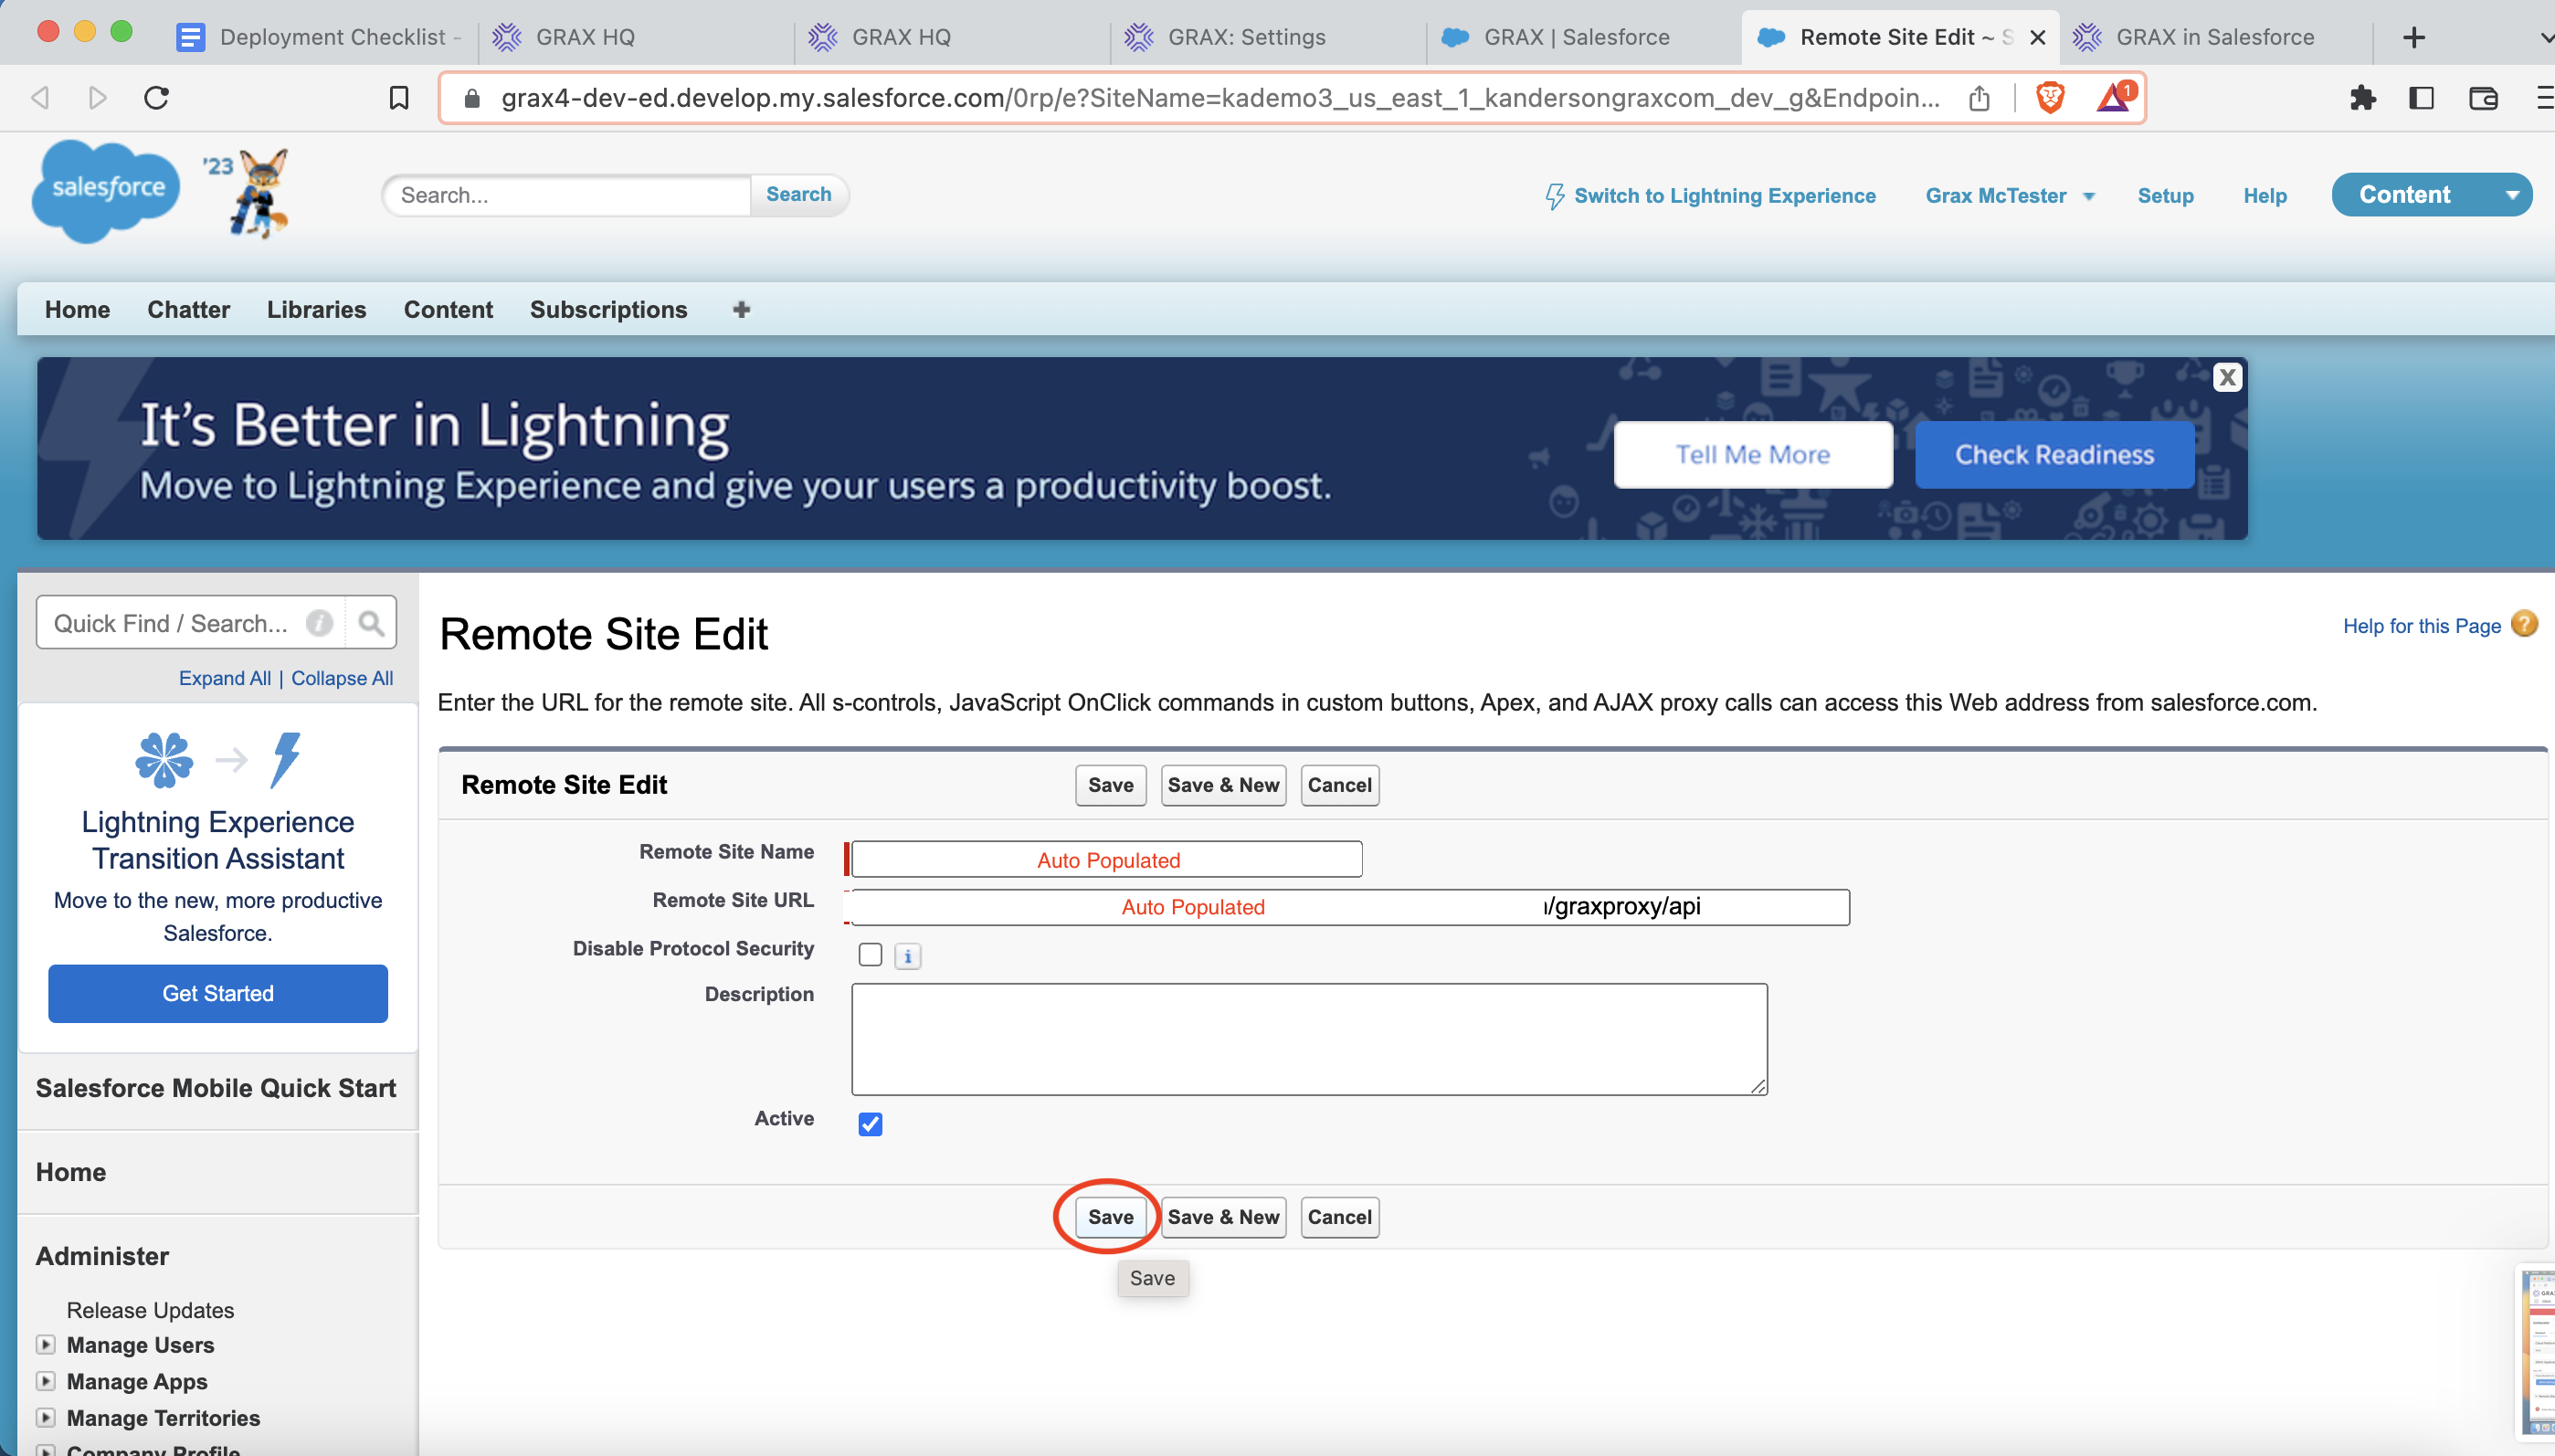 Deployment Checklist -
GRAX HQ
GRAX HQ
GRAX: Settings
GRAX | Salesforce
Remote Site Edit ~ S
GRAX in Salesforce
grax4-dev-ed.develop.my.salesforce.com/0rp/e?SiteName=kademo3_us_east_1_kandersongraxcom_dev_g&Endpoin...
1
salesforce
'23
Search...
Search
Switch to Lightning Experience
Grax McTester
Setup
Help
Content
Home
Chatter
Libraries
Content
Subscriptions
It's Better in Lightning
Move to Lightning Experience and give your users a productivity boost.
Tell Me More
Check Readiness
X
Quick Find / Search...
Expand All | Collapse All
Lightning Experience
Transition Assistant
Move to the new, more productive
Salesforce.
Get Started
Salesforce Mobile Quick Start
Home
Administer
Release Updates
Manage Users
Manage Apps
Manage Territories
Company Profile
Remote Site Edit
Help for this Page ?
Enter the URL for the remote site. All s-controls, JavaScript OnClick commands in custom buttons, Apex, and AJAX proxy calls can access this Web address from salesforce.com.
Remote Site Edit
Save
Save & New
Cancel
Remote Site Name
Auto Populated
Remote Site URL
Auto Populated
/graxproxy/api
Disable Protocol Security
i
Description
Active
Save
Save & New
Cancel
Save